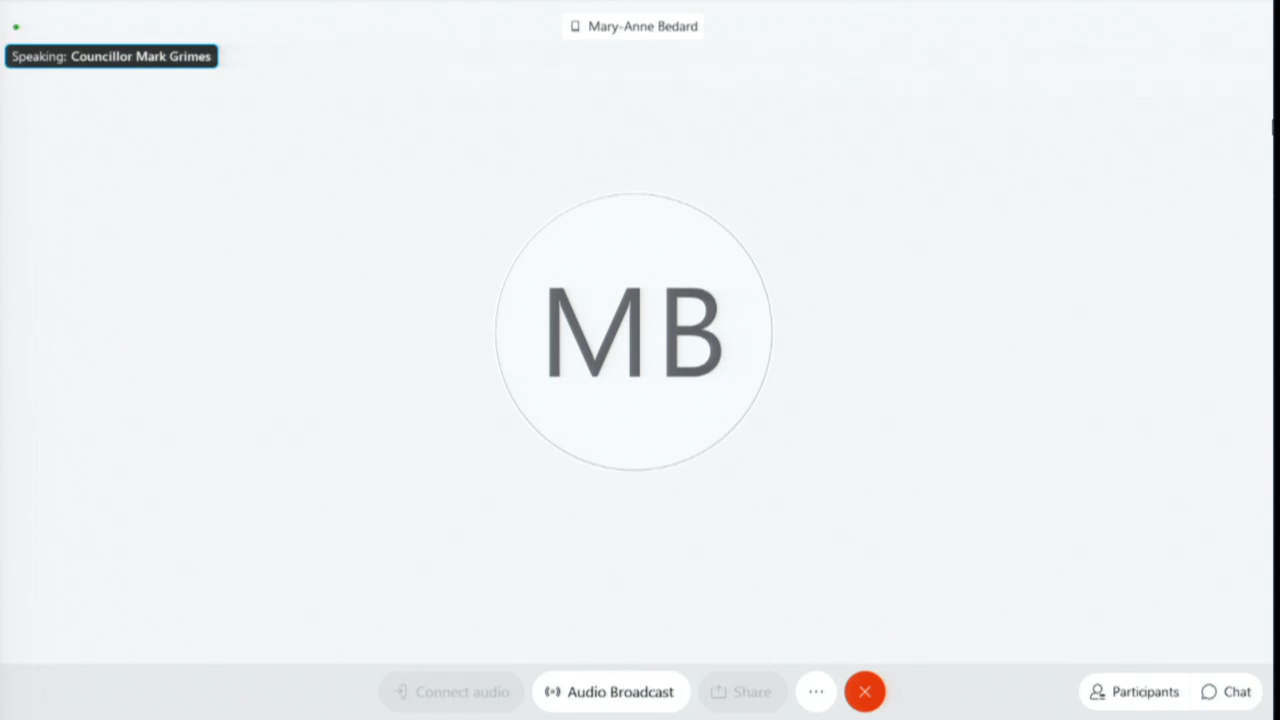 Mary-Anne Bedard
Speaking: Councillor Mark Grimes
MB
Connect audio
Audio Broadcast
Share
Participants
Chat